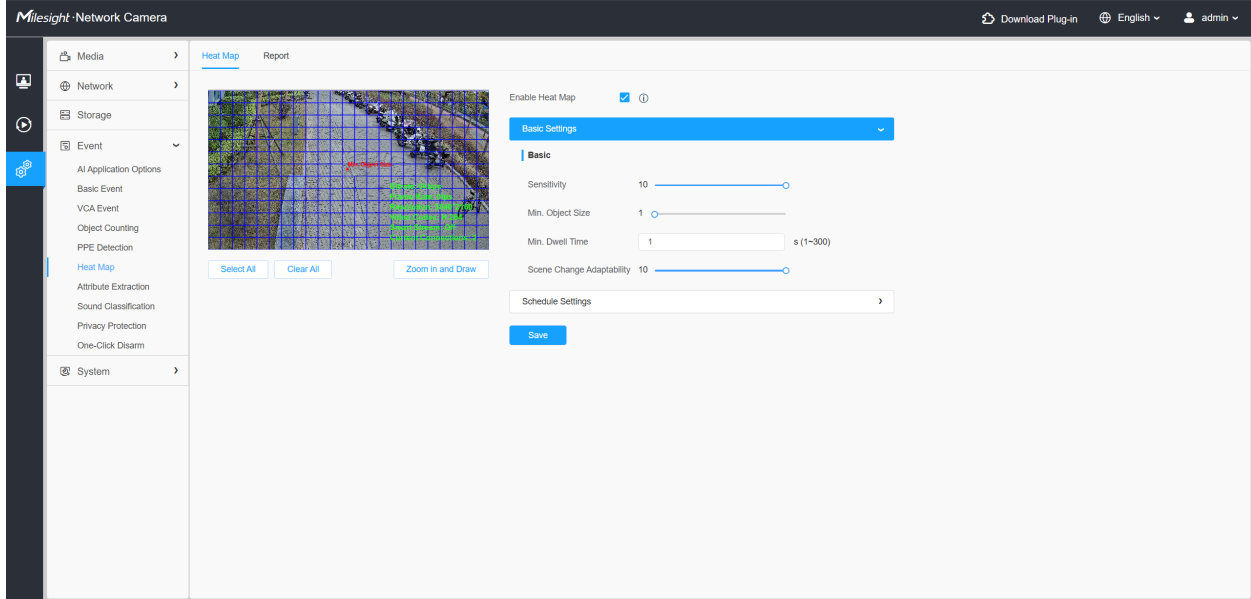 Milesight · Network Camera
Download Plug-in
English
admin
Media
Network
Storage
Event
AI Application Options
Basic Event
VCA Event
Object Counting
PPE Detection
Heat Map
Attribute Extraction
Sound Classification
Privacy Protection
One-Click Disarm
System
Heat Map Report
Select All Clear All Zoom in and Draw
Enable Heat Map
Basic Settings
Basic
Sensitivity 10
Min. Object Size 1
Min. Dwell Time 1 s (1~300)
Scene Change Adaptability 10
Schedule Settings
Save